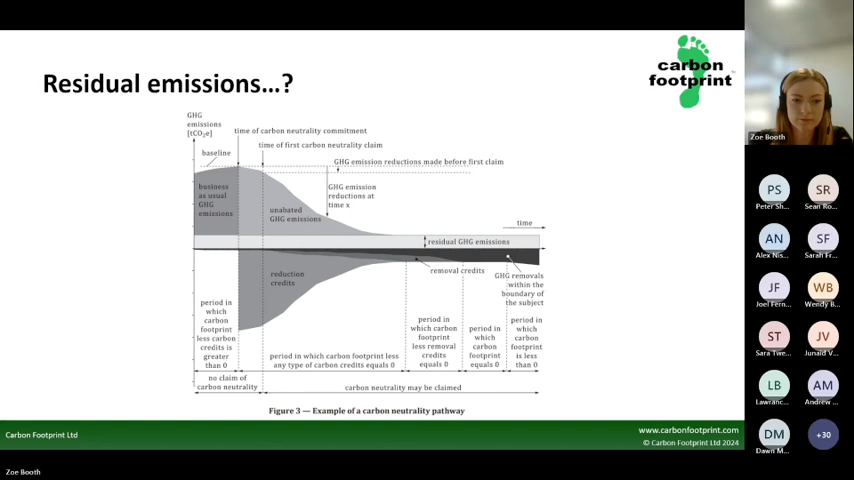 Residual emissions...?
carbon
footprint
GHG
emissions
[tCO₂e]
time of carbon neutrality commitment
time of first carbon neutrality claim
baseline
GHG emission reductions made before first claim
business
as usual
GHG
emissions
unabated
GHG emissions
GHG emission
reductions at
time x
time
residual GHG emissions
removal credits
reduction
credits
GHG removals
within the
boundary of
the subject
period in
which
carbon
footprint
less carbon
credits is
greater
than 0
period in which carbon footprint less
any type of carbon credits equals 0
period in
which carbon
footprint
less removal
credits
equals 0
period in
which
carbon
footprint
equals 0
period in
which
carbon
footprint
is less
than 0
no claim of
carbon neutrality
carbon neutrality may be claimed
Figure 3 — Example of a carbon neutrality pathway
Carbon Footprint Ltd
www.carbonfootprint.com
© Carbon Footprint Ltd 2024
Zoe Booth
Zoe Booth
PS
SR
Peter Sh...
Sean Ro...
AN
SF
Alex Nis...
Sarah Fr...
JF
WB
Joel Fern...
Wendy B...
ST
JV
Sara Twe...
Junaid V...
LB
AM
Lawranc...
Andrew ...
DM
+30
Dawn M...